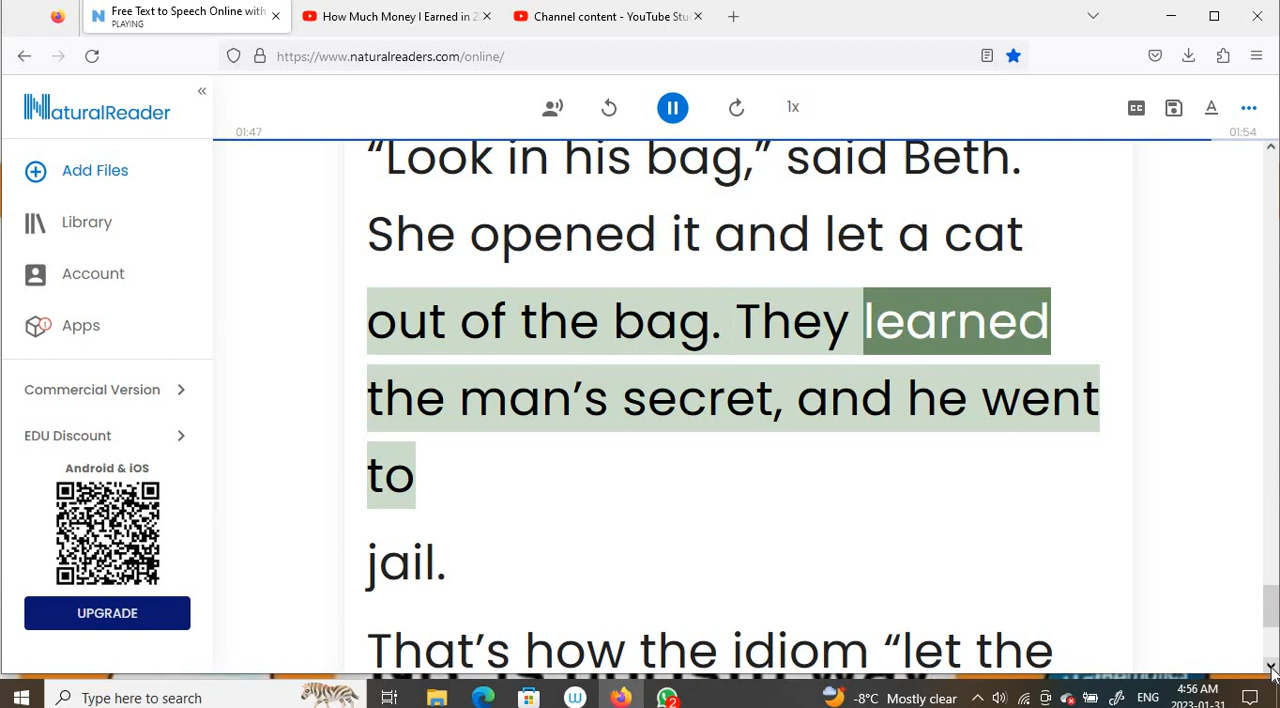 Free Text to Speech Online with
PLAYING
How Much Money I Earned in 2
Channel content - YouTube Stu
https://www.naturalreaders.com/online/
NaturalReader
1x
CC
A
01:47
01:54
Add Files
Library
Account
Apps
1
Commercial Version
EDU Discount
Android & iOS
UPGRADE
“Look in his bag,” said Beth.
She opened it and let a cat
out of the bag. They learned
the man’s secret, and he went
to
jail.
That’s how the idiom “let the
Type here to search
W
2
-8°C Mostly clear
ENG
4:56 AM
2023-01-31